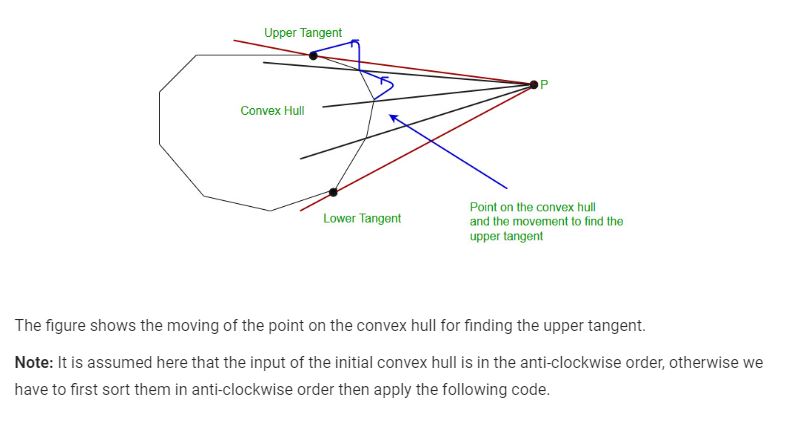 Upper Tangent
P
Convex Hull
Lower Tangent
Point on the convex hull
and the movement to find the
upper tangent
The figure shows the moving of the point on the convex hull for finding the upper tangent.
Note: It is assumed here that the input of the initial convex hull is in the anti-clockwise order, otherwise we
have to first sort them in anti-clockwise order then apply the following code.